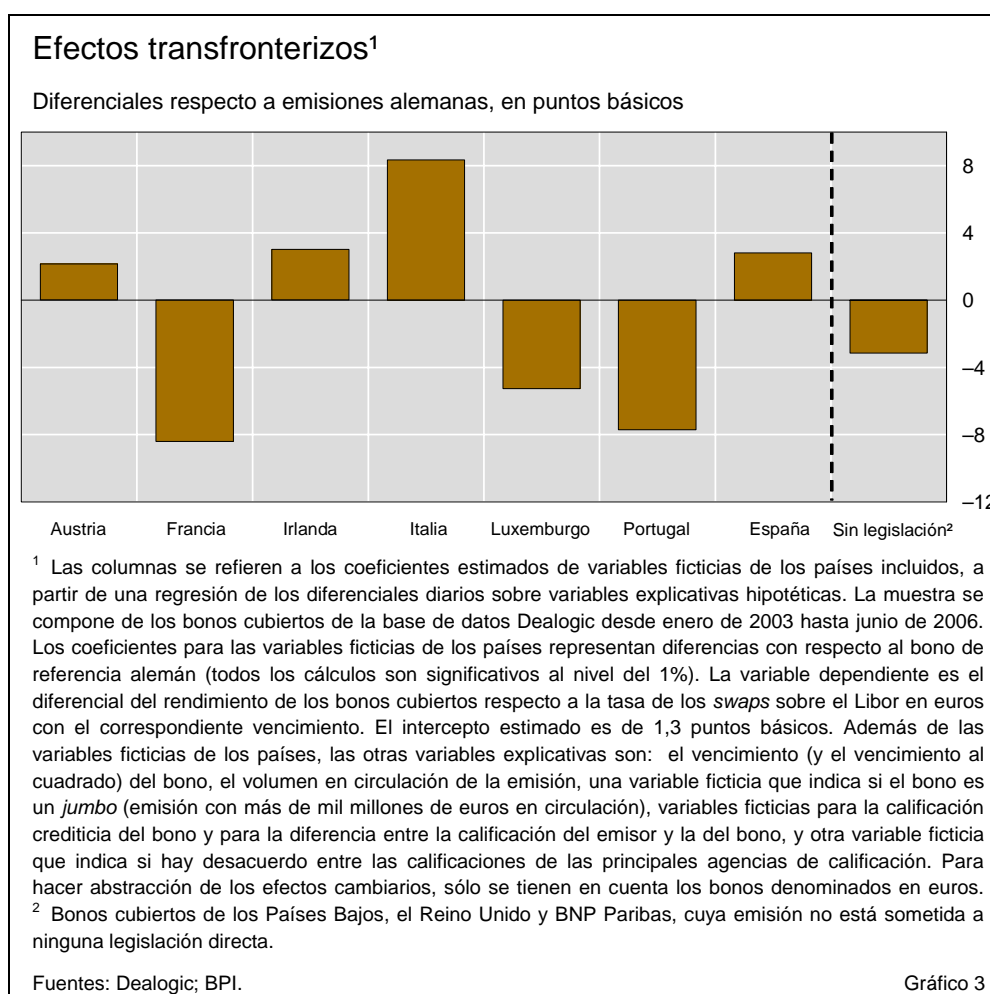 Efectos transfronterizos¹
Diferenciales respecto a emisiones alemanas, en puntos básicos
8
4
0
–4
–8
–12
Austria Francia Irlanda Italia Luxemburgo Portugal España Sin legislación²
¹ Las columnas se refieren a los coeficientes estimados de variables ficticias de los países incluidos, a
partir de una regresión de los diferenciales diarios sobre variables explicativas hipotéticas. La muestra se
compone de los bonos cubiertos de la base de datos Dealogic desde enero de 2003 hasta junio de 2006.
Los coeficientes para las variables ficticias de los países representan diferencias con respecto al bono de
referencia alemán (todos los cálculos son significativos al nivel del 1%). La variable dependiente es el
diferencial del rendimiento de los bonos cubiertos respecto a la tasa de los swaps sobre el Libor en euros
con el correspondiente vencimiento. El intercepto estimado es de 1,3 puntos básicos. Además de las
variables ficticias de los países, las otras variables explicativas son: el vencimiento (y el vencimiento al
cuadrado) del bono, el volumen en circulación de la emisión, una variable ficticia que indica si el bono es
un jumbo (emisión con más de mil millones de euros en circulación), variables ficticias para la calificación
crediticia del bono y para la diferencia entre la calificación del emisor y la del bono, y otra variable ficticia
que indica si hay desacuerdo entre las calificaciones de las principales agencias de calificación. Para
hacer abstracción de los efectos cambiarios, sólo se tienen en cuenta los bonos denominados en euros.
² Bonos cubiertos de los Países Bajos, el Reino Unido y BNP Paribas, cuya emisión no está sometida a
ninguna legislación directa.
Fuentes: Dealogic; BPI. Gráfico 3